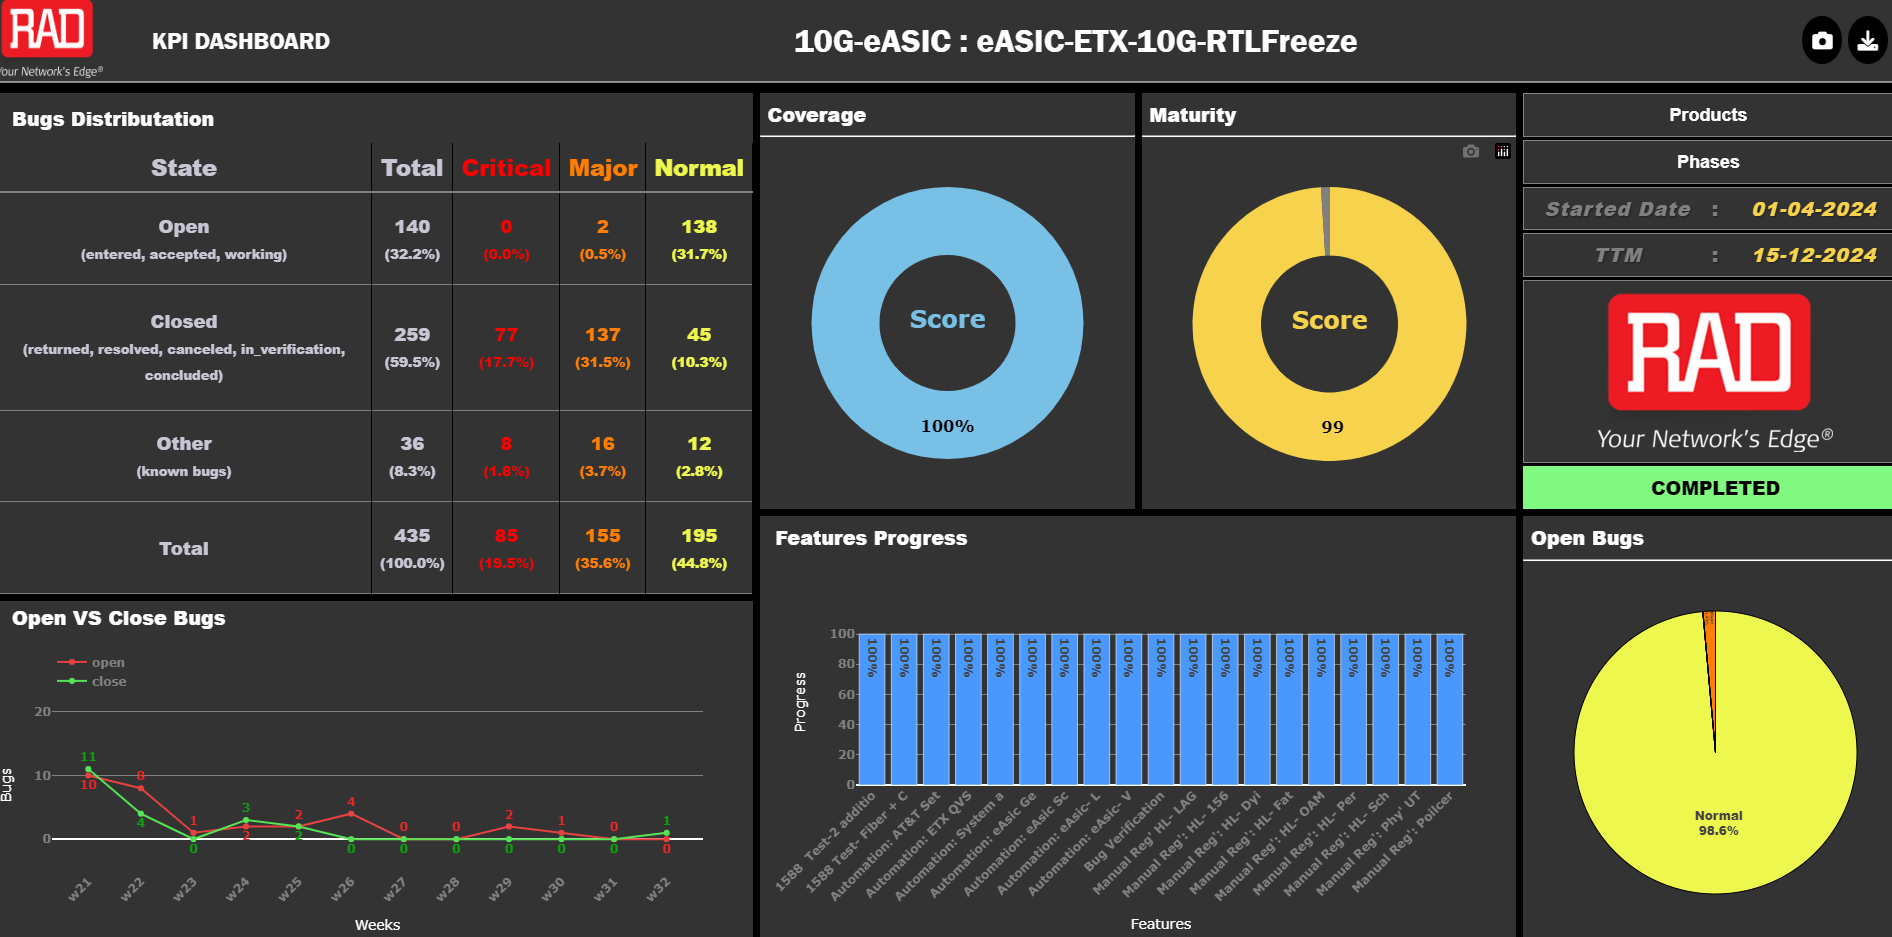 RAD
Your Network's Edge®
KPI DASHBOARD
10G-eASIC : eASIC-ETX-10G-RTLFreeze
Bugs Distributation
State Total Critical Major Normal
Open 140 0 2 138
(entered, accepted, working) (32.2%) (0.0%) (0.5%) (31.7%)
Closed 259 77 137 45
(returned, resolved, canceled, in_verification, concluded) (59.5%) (17.7%) (31.5%) (10.3%)
Other 36 8 16 12
(known bugs) (8.3%) (1.8%) (3.7%) (2.8%)
Total 435 85 155 195
(100.0%) (19.5%) (35.6%) (44.8%)
Coverage
Score
100%
Maturity
Score
99
Products
Phases
Started Date : 01-04-2024
TTM : 15-12-2024
RAD
Your Network's Edge®
COMPLETED
Open VS Close Bugs
open
close
20
10
0
Bugs
11
10
8
4
1
0
3
2
2
2
4
0
0
0
0
0
2
0
1
0
0
0
1
0
w21 w22 w23 w24 w25 w26 w27 w28 w29 w30 w31 w32
Weeks
Features Progress
100
80
60
40
20
0
Progress
100% 100% 100% 100% 100% 100% 100% 100% 100% 100% 100% 100% 100% 100% 100% 100% 100% 100% 100%
1588 Test-2 additio
1588 Test- Fiber + C
Automation: AT&T Set
Automation: ETX QVS
Automation: System a
Automation: eASic Ge
Automation: eASic Sc
Automation: eASic- L
Automation: eASic- V
Bug Verification
Manual Reg' HL- LAG
Manual Reg': HL- 156
Manual Reg': HL- Dyi
Manual Reg': HL- Fat
Manual Reg': HL- OAM
Manual Reg': HL- Per
Manual Reg': HL- Sch
Manual Reg': Phy' UT
Manual Reg': Policer
Features
Open Bugs
Normal
98.6%